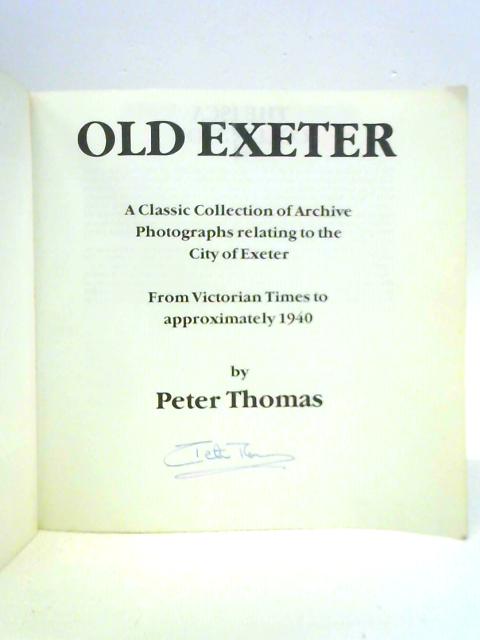 OLD EXETER
A Classic Collection of Archive
Photographs relating to the
City of Exeter
From Victorian Times to
approximately 1940
by
Peter Thomas